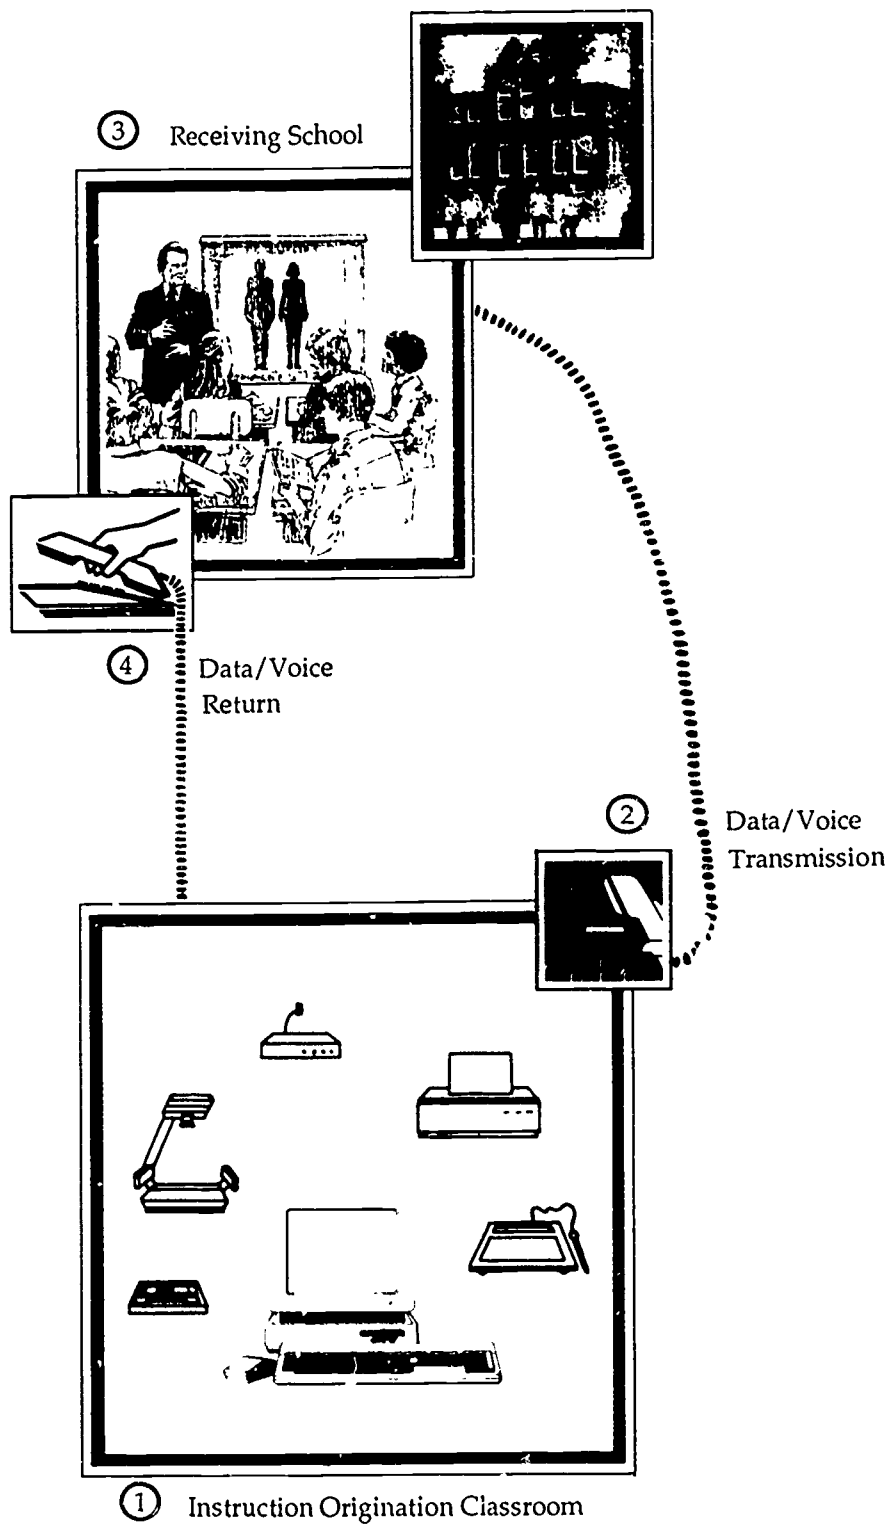 ③ Receiving School
④ Data/Voice
Return
② Data/Voice
Transmission
① Instruction Origination Classroom